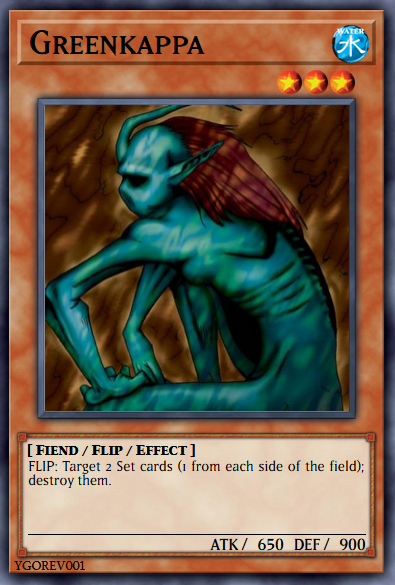 Greenkappa
WATER
水
[ Fiend / Flip / Effect ]
FLIP: Target 2 Set cards (1 from each side of the field);
destroy them.
ATK / 650 DEF / 900
YGOREV001